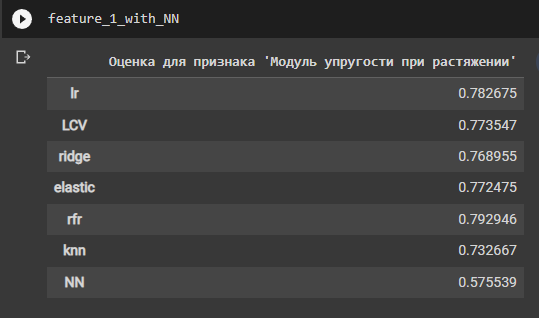 feature_1_with_NN
Оценка для признака 'Модуль упругости при растяжении'
lr 0.782675
LCV 0.773547
ridge 0.768955
elastic 0.772475
rfr 0.792946
knn 0.732667
NN 0.575539